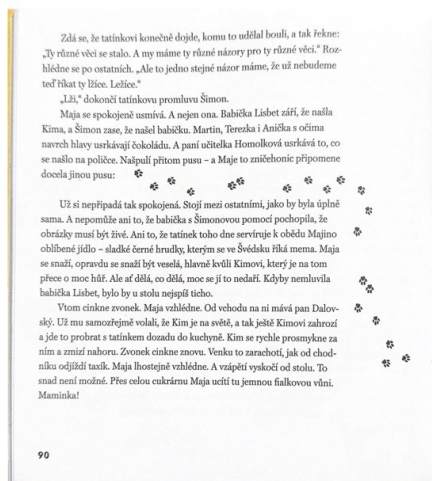 Zdá se, že tatínkovi konečně dojde, komu to udělal bouli, a tak řekne:
„Ty různé věci se stalo. A my máme ty různé názory pro ty různé věci.“ Roz-
hlédne se po ostatních. „Ale to jedno stejné názor máme, že už nebudeme
teď říkat ty lžíce. Ležíce.“
„Lži,“ dokončí tatínkovu promluvu Šimon.
Maja se spokojeně usmívá. A nejen ona. Babička Lisbet září, že našla
Kima, a Šimon zase, že našel babičku. Martin, Terezka i Anička s očima
navrch hlavy usrkávají čokoládu. A paní učitelka Homolková usrkává to, co
se našlo na poličce. Našpulí přitom pusu – a Maje to zničehonic připomene
docela jinou pusu:
Už si nepřipadá tak spokojená. Stojí mezi ostatními, jako by byla úplně
sama. A nepomůže ani to, že babička s Šimonovou pomocí pochopila, že
obrázky musí být živé. Ani to, že tatínek toho dne servíruje k obědu Majino
oblíbené jídlo – sladké černé hrudky, kterým se ve Švédsku říká mema. Maja
se snaží, opravdu se snaží být veselá, hlavně kvůli Kimovi, který je na tom
přece o moc hůř. Ale ať dělá, co dělá, moc se jí to nedaří. Kdyby nemluvila
babička Lisbet, bylo by u stolu nejspíš ticho.
Vtom cinkne zvonek. Maja vzhlédne. Od vchodu na ni mává pan Dalov-
ský. Už mu samozřejmě volali, že Kim je na světě, a tak ještě Kimovi zahrozí
a jde to probrat s tatínkem dozadu do kuchyně. Kim se rychle prosmykne za
ním a zmizí nahoru. Zvonek cinkne znovu. Venku to zarachotí, jak od chod-
níku odjíždí taxík. Maja lhostejně vzhlédne. A vzápětí vyskočí od stolu. To
snad není možné. Přes celou cukrárnu Maja ucítí tu jemnou fialkovou vůni.
Maminka!
90